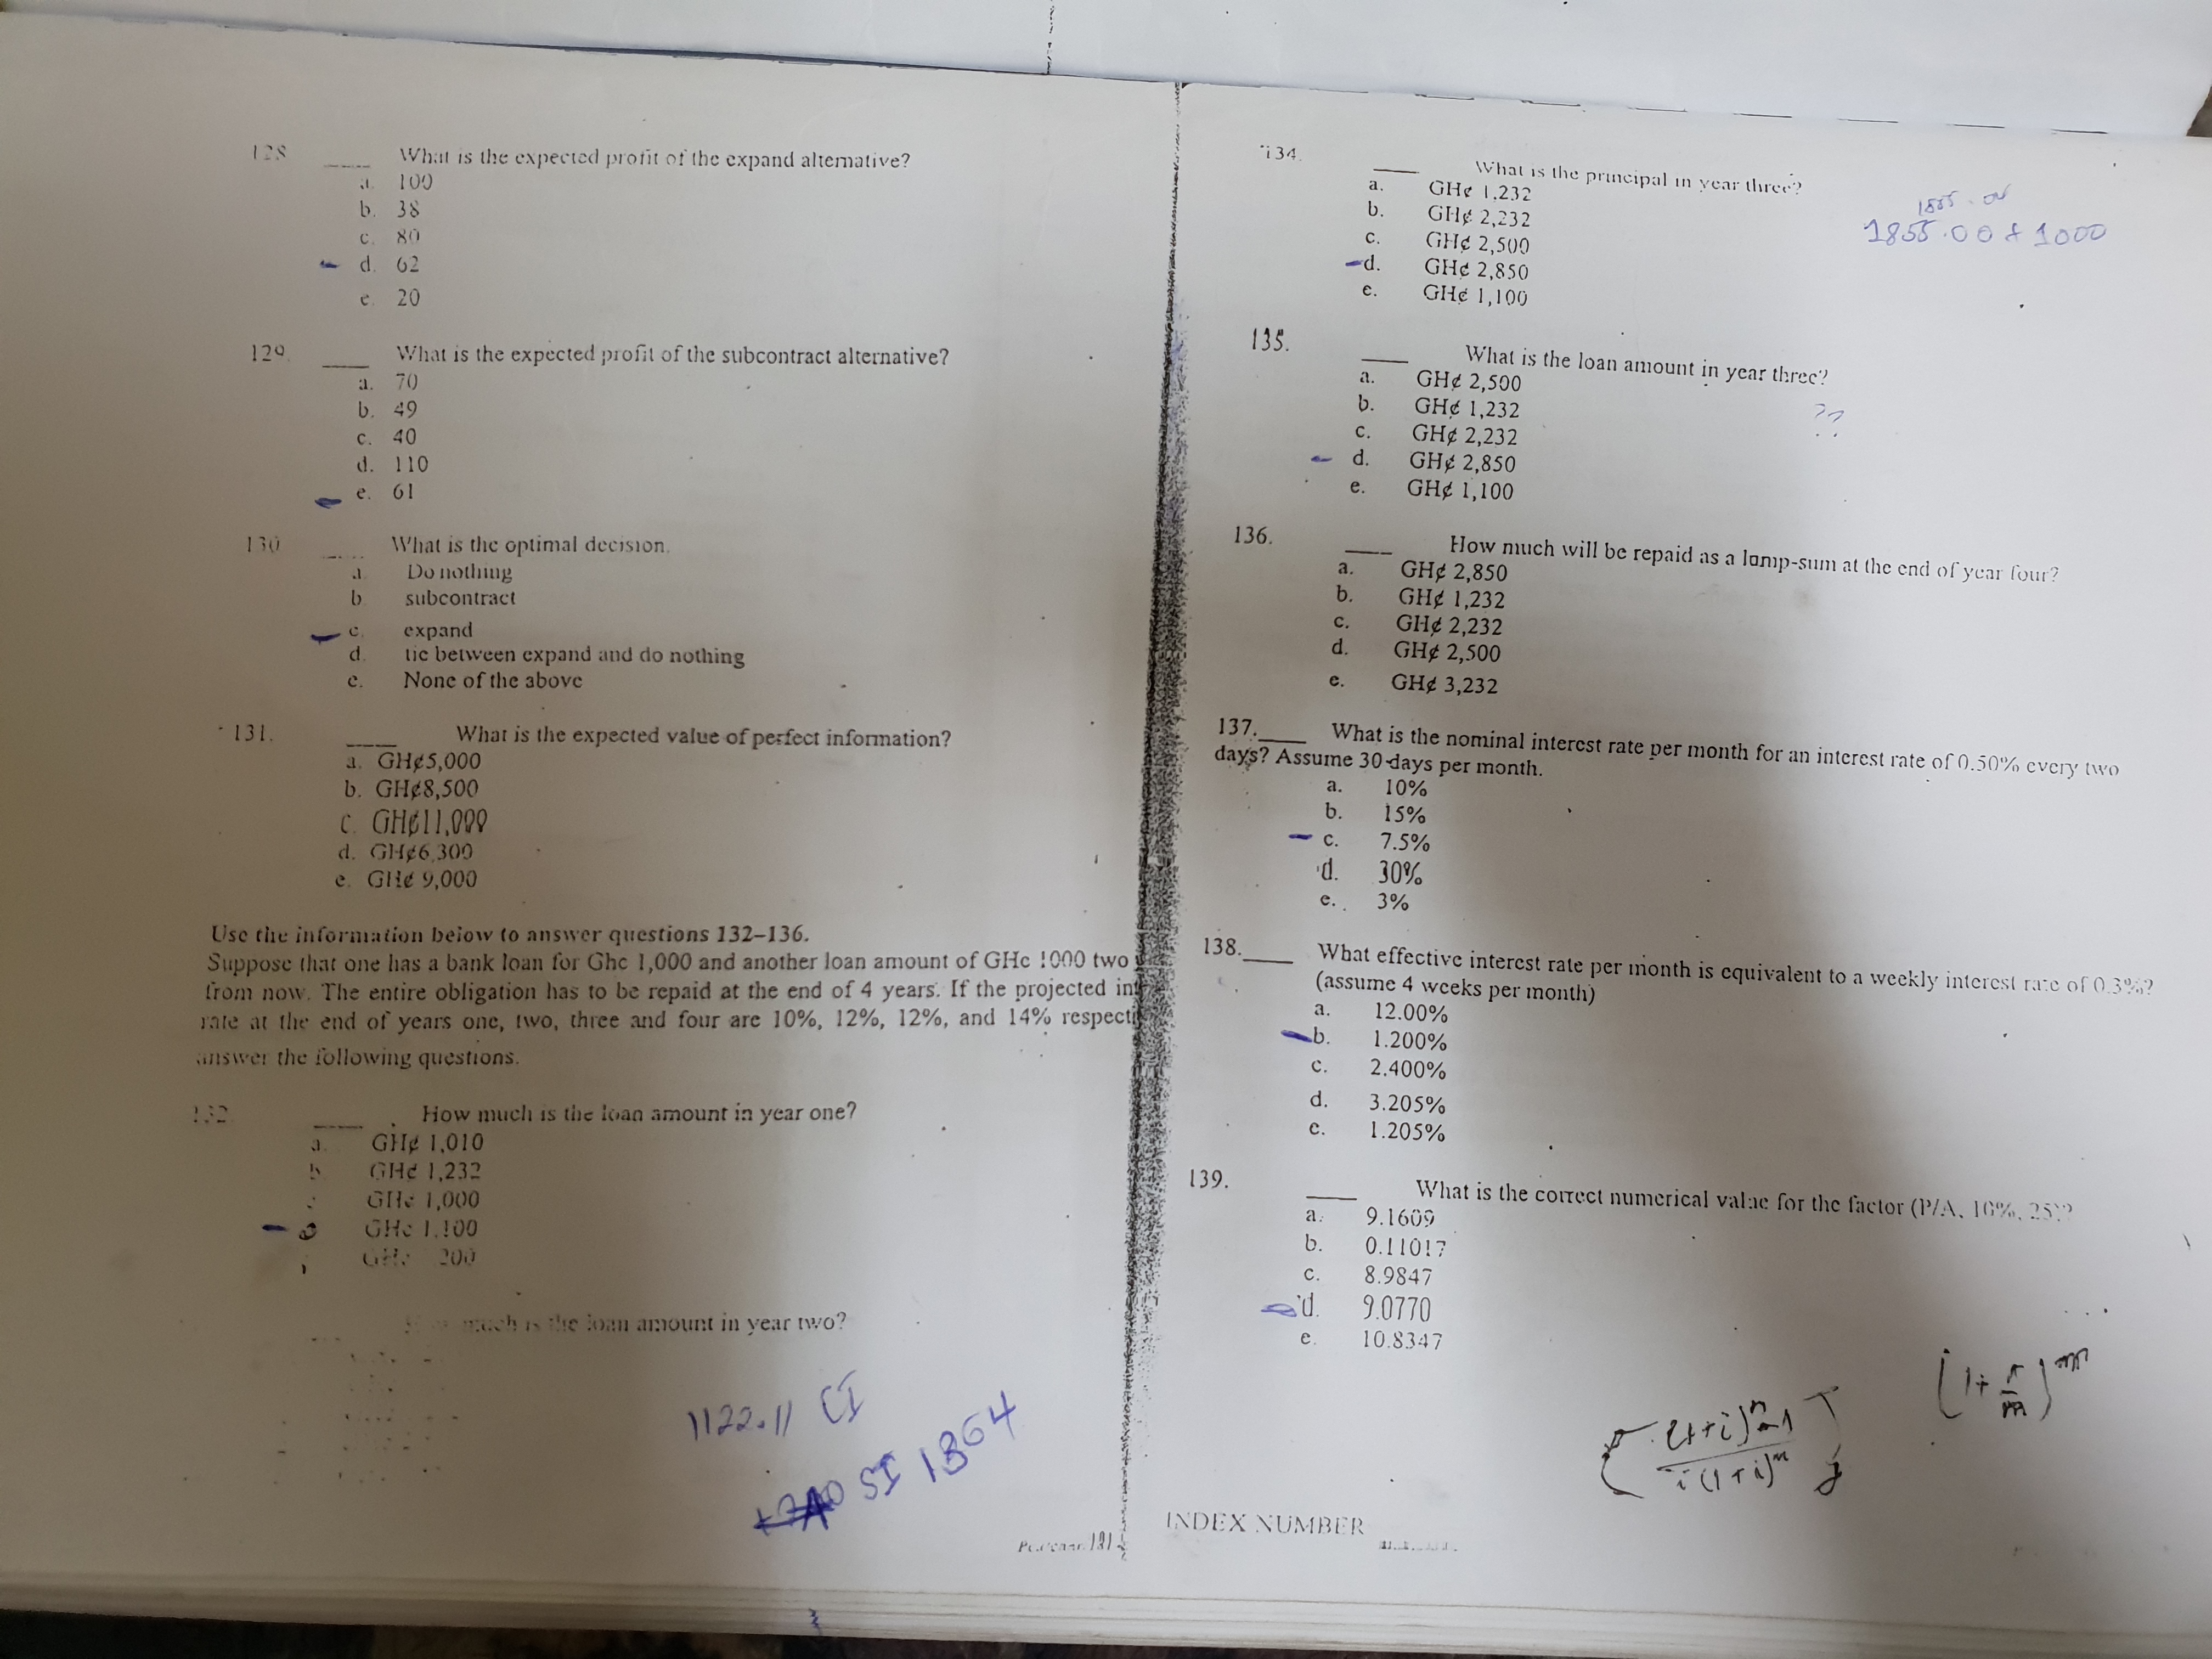 What is the expected profit of the expand alternative?
a. 100
b. 38
c. 80
d. 62
e. 20
129. What is the expected profit of the subcontract alternative?
a. 70
b. 49
c. 40
d. 110
e. 61
130 What is the optimal decision.
a. Do nothing
b. subcontract
c. expand
d. tie between expand and do nothing
e. None of the above
131. What is the expected value of perfect information?
a. GH¢5,000
b. GH¢8,500
c. GH¢11,000
d. GH¢6,300
e. GH¢ 9,000
Use the information below to answer questions 132–136.
Suppose that one has a bank loan for Ghc 1,000 and another loan amount of GHc 1000 two
from now. The entire obligation has to be repaid at the end of 4 years. If the projected
rate at the end of years one, two, three and four are 10%, 12%, 12%, and 14%
answer the following questions.
132 How much is the loan amount in year one?
a. GH¢ 1,010
b. GH¢ 1,232
GH¢ 1,000
GH¢ 1,100
200
much is the loan amount in year two?
1122.11
1364
134. What is the principal in year three?
a. GH¢ 1,232
b. GH¢ 2,232
c. GH¢ 2,500
d. GH¢ 2,850
e. GH¢ 1,100
1855.00 + 1000
135. What is the loan amount in year three?
??
a. GH¢ 2,500
b. GH¢ 1,232
c. GH¢ 2,232
d. GH¢ 2,850
e. GH¢ 1,100
136. How much will be repaid as a lump-sum at the end of year four?
a. GH¢ 2,850
b. GH¢ 1,232
c. GH¢ 2,232
d. GH¢ 2,500
e. GH¢ 3,232
137. What is the nominal interest rate per month for an interest rate of 0.50% every two
days? Assume 30-days per month.
a. 10%
b. 15%
c. 7.5%
d. 30%
e. 3%
138. What effective interest rate per month is equivalent to a weekly interest rate of 0.3%?
(assume 4 weeks per month)
a. 12.00%
b. 1.200%
c. 2.400%
d. 3.205%
e. 1.205%
139. What is the correct numerical value for the factor (P/A, 10%, 25)?
a. 9.1609
b. 0.11017
c. 8.9847
d. 9.0770
e. 10.8347
INDEX NUMBER